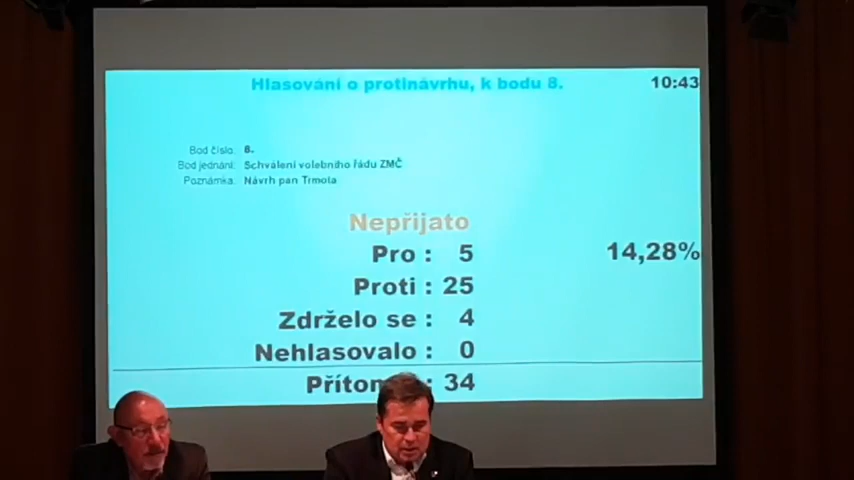 Hlasování o protinávrhu, k bodu 8.
10:43
Bod číslo: 8.
Bod jednání: Schválení volebního řádu ZMČ
Poznámka: Návrh pan Trmota
Nepřijato
Pro : 5 14,28%
Proti : 25
Zdrželo se : 4
Nehlasovalo : 0
: 34